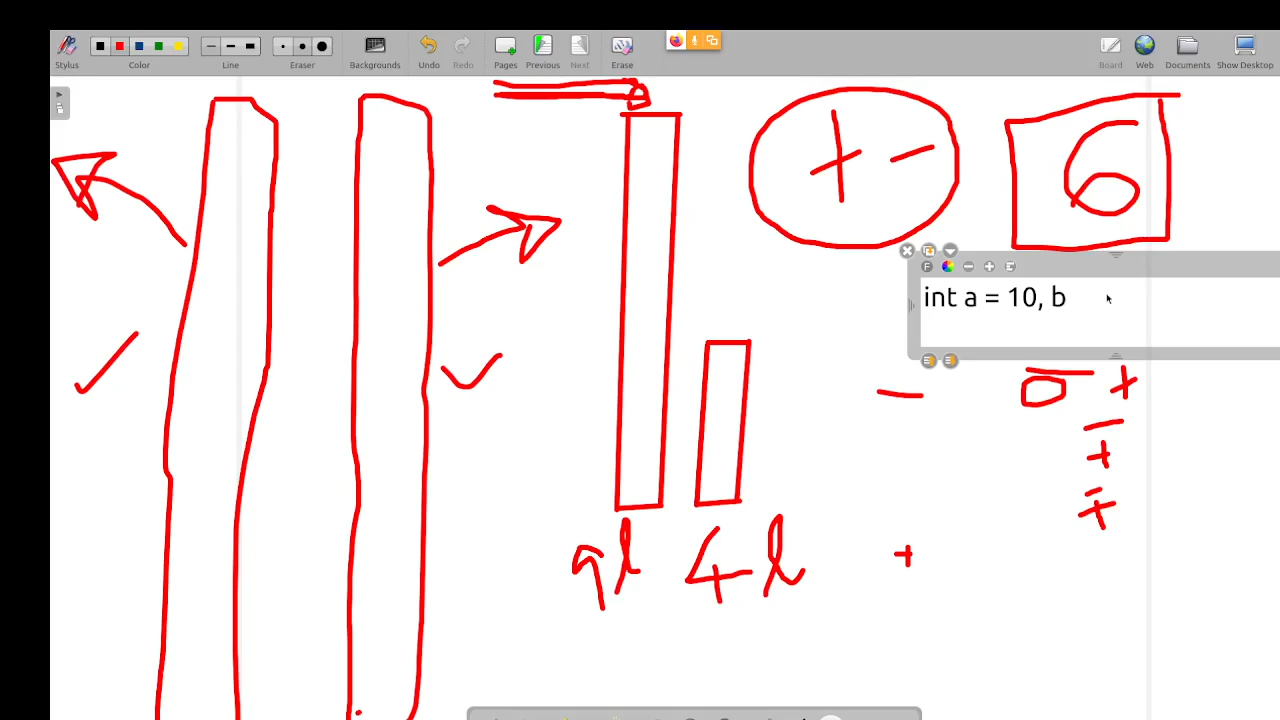 Stylus Color Line Eraser Backgrounds Undo Redo Pages Previous Next Erase Board Web Documents Show Desktop
+ - 6
int a = 10, b
- 0 +
+
+
9l 4l +